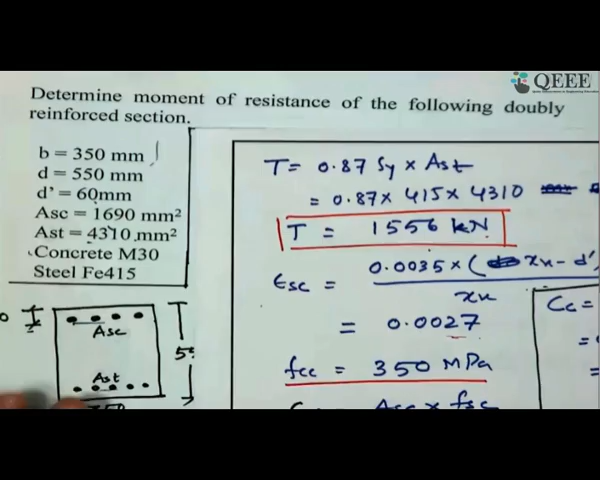 QEEE
Determine moment of resistance of the following doubly
reinforced section.
b = 350 mm
d = 550 mm
d' = 60mm
Asc = 1690 mm²
Ast = 4310 mm²
Concrete M30
Steel Fe415
Asc
Ast
T = 0.87 fy × Ast
= 0.87 × 415 × 4310
T = 1556 kN
εsc = 0.0035 × ( xu - d'
xu
= 0.0027
fcc = 350 MPa
Asc × fsc
Cc =
=
=